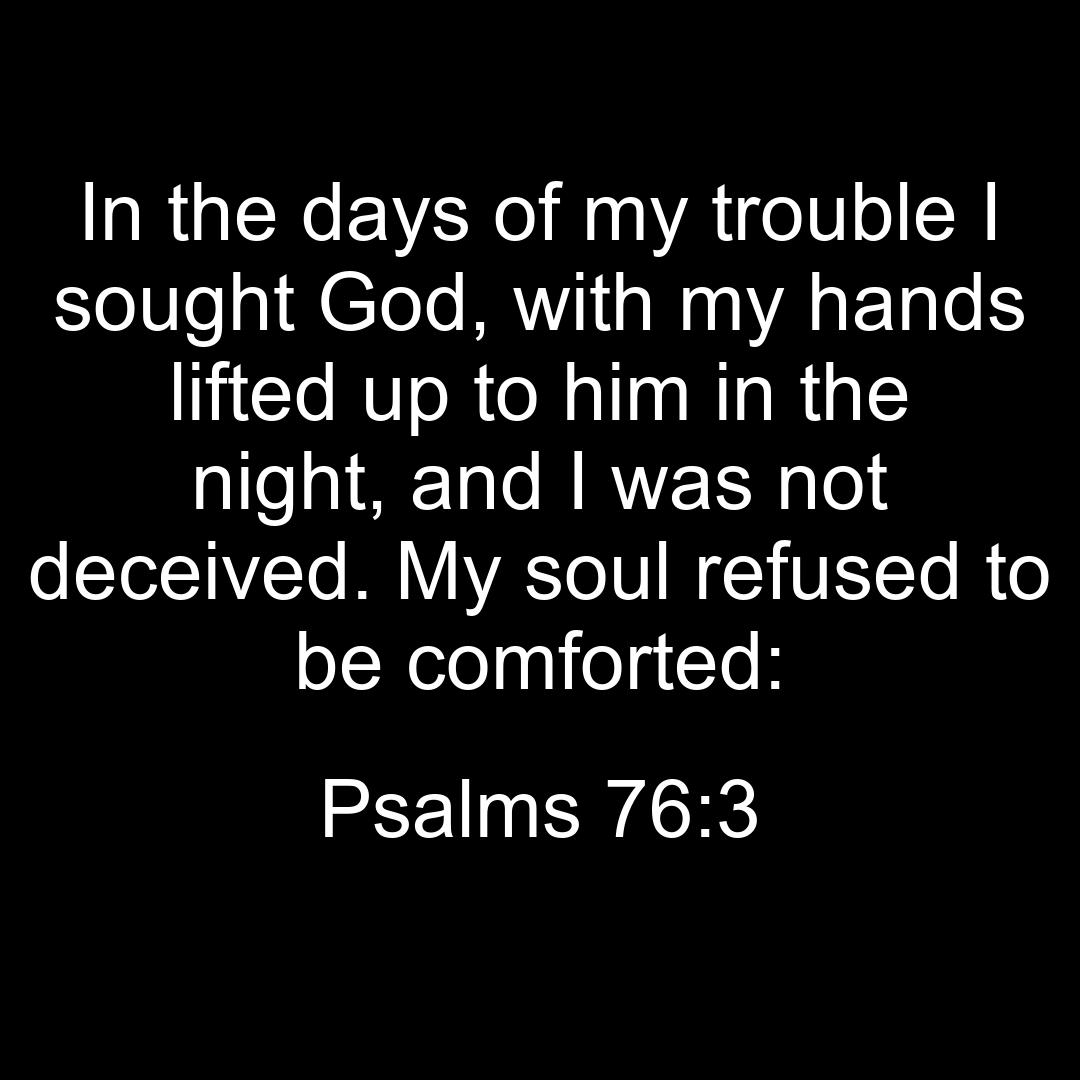 In the days of my trouble I
sought God, with my hands
lifted up to him in the
night, and I was not
deceived. My soul refused to
be comforted:
Psalms 76:3